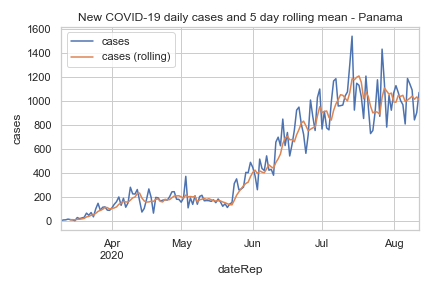 New COVID-19 daily cases and 5 day rolling mean - Panama
cases
cases (rolling)
1600
1400
1200
1000
800
600
400
200
0
cases
Apr
2020
May
Jun
Jul
Aug
dateRep